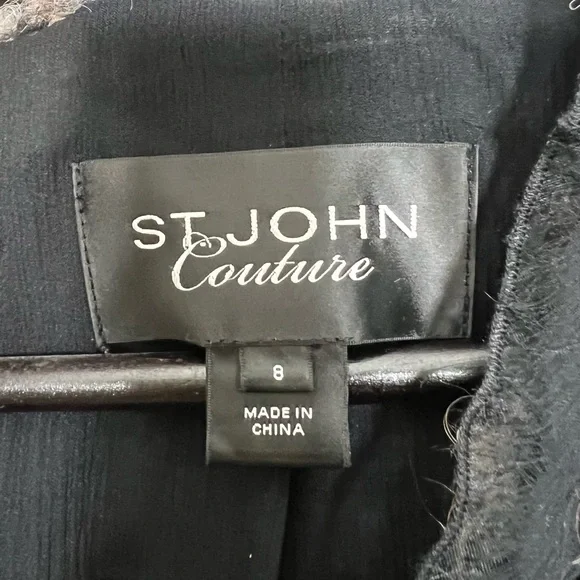 ST. JOHN
Couture
8
MADE IN
CHINA